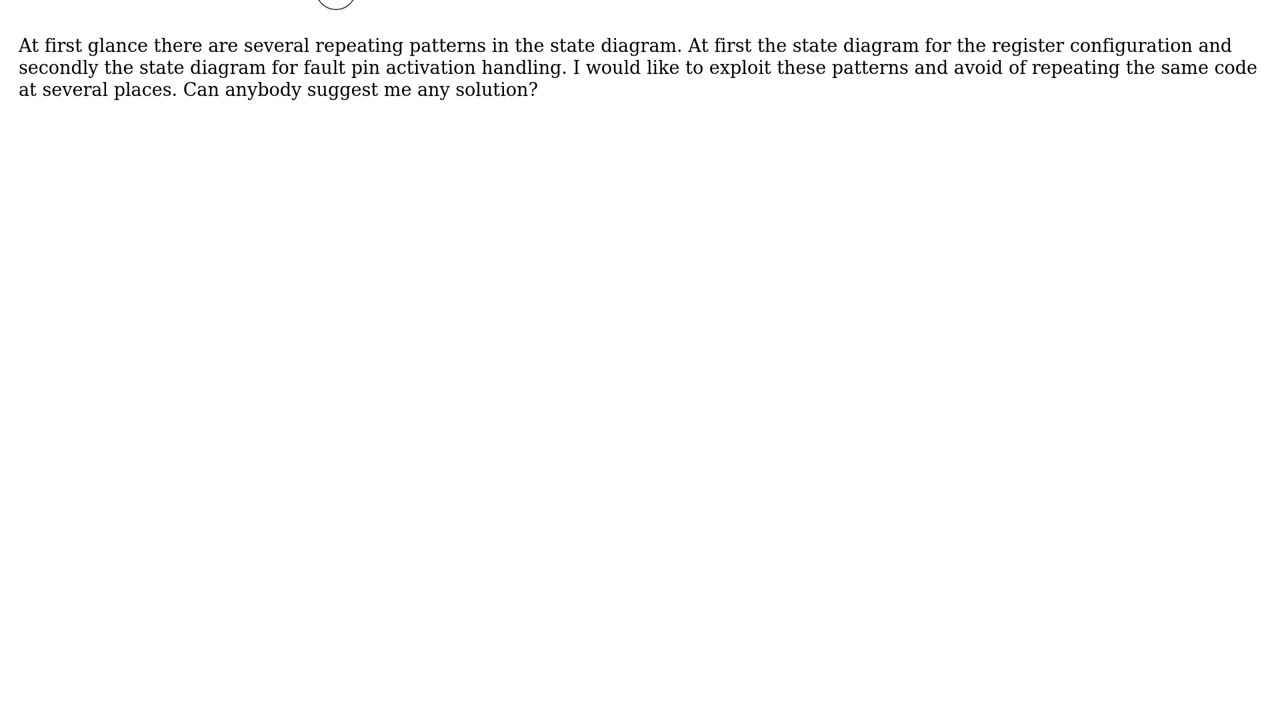 At first glance there are several repeating patterns in the state diagram. At first the state diagram for the register configuration and
secondly the state diagram for fault pin activation handling. I would like to exploit these patterns and avoid of repeating the same code
at several places. Can anybody suggest me any solution?